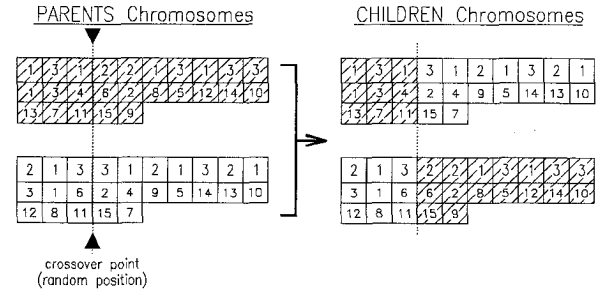 PARENTS Chromosomes
CHILDREN Chromosomes
1 3 1 2 2 1 3 1 3 3
1 3 4 6 2 8 5 12 14 10
13 7 11 15 9
2 1 3 3 1 2 1 3 2 1
3 1 6 2 4 9 5 14 13 10
12 8 11 15 7
1 3 1 3 1 2 1 3 2 1
1 3 4 2 4 9 5 14 13 10
13 7 11 15 7
2 1 3 2 2 1 3 1 3 3
3 1 6 6 2 8 5 12 14 10
12 8 11 15 9
crossover point
(random position)